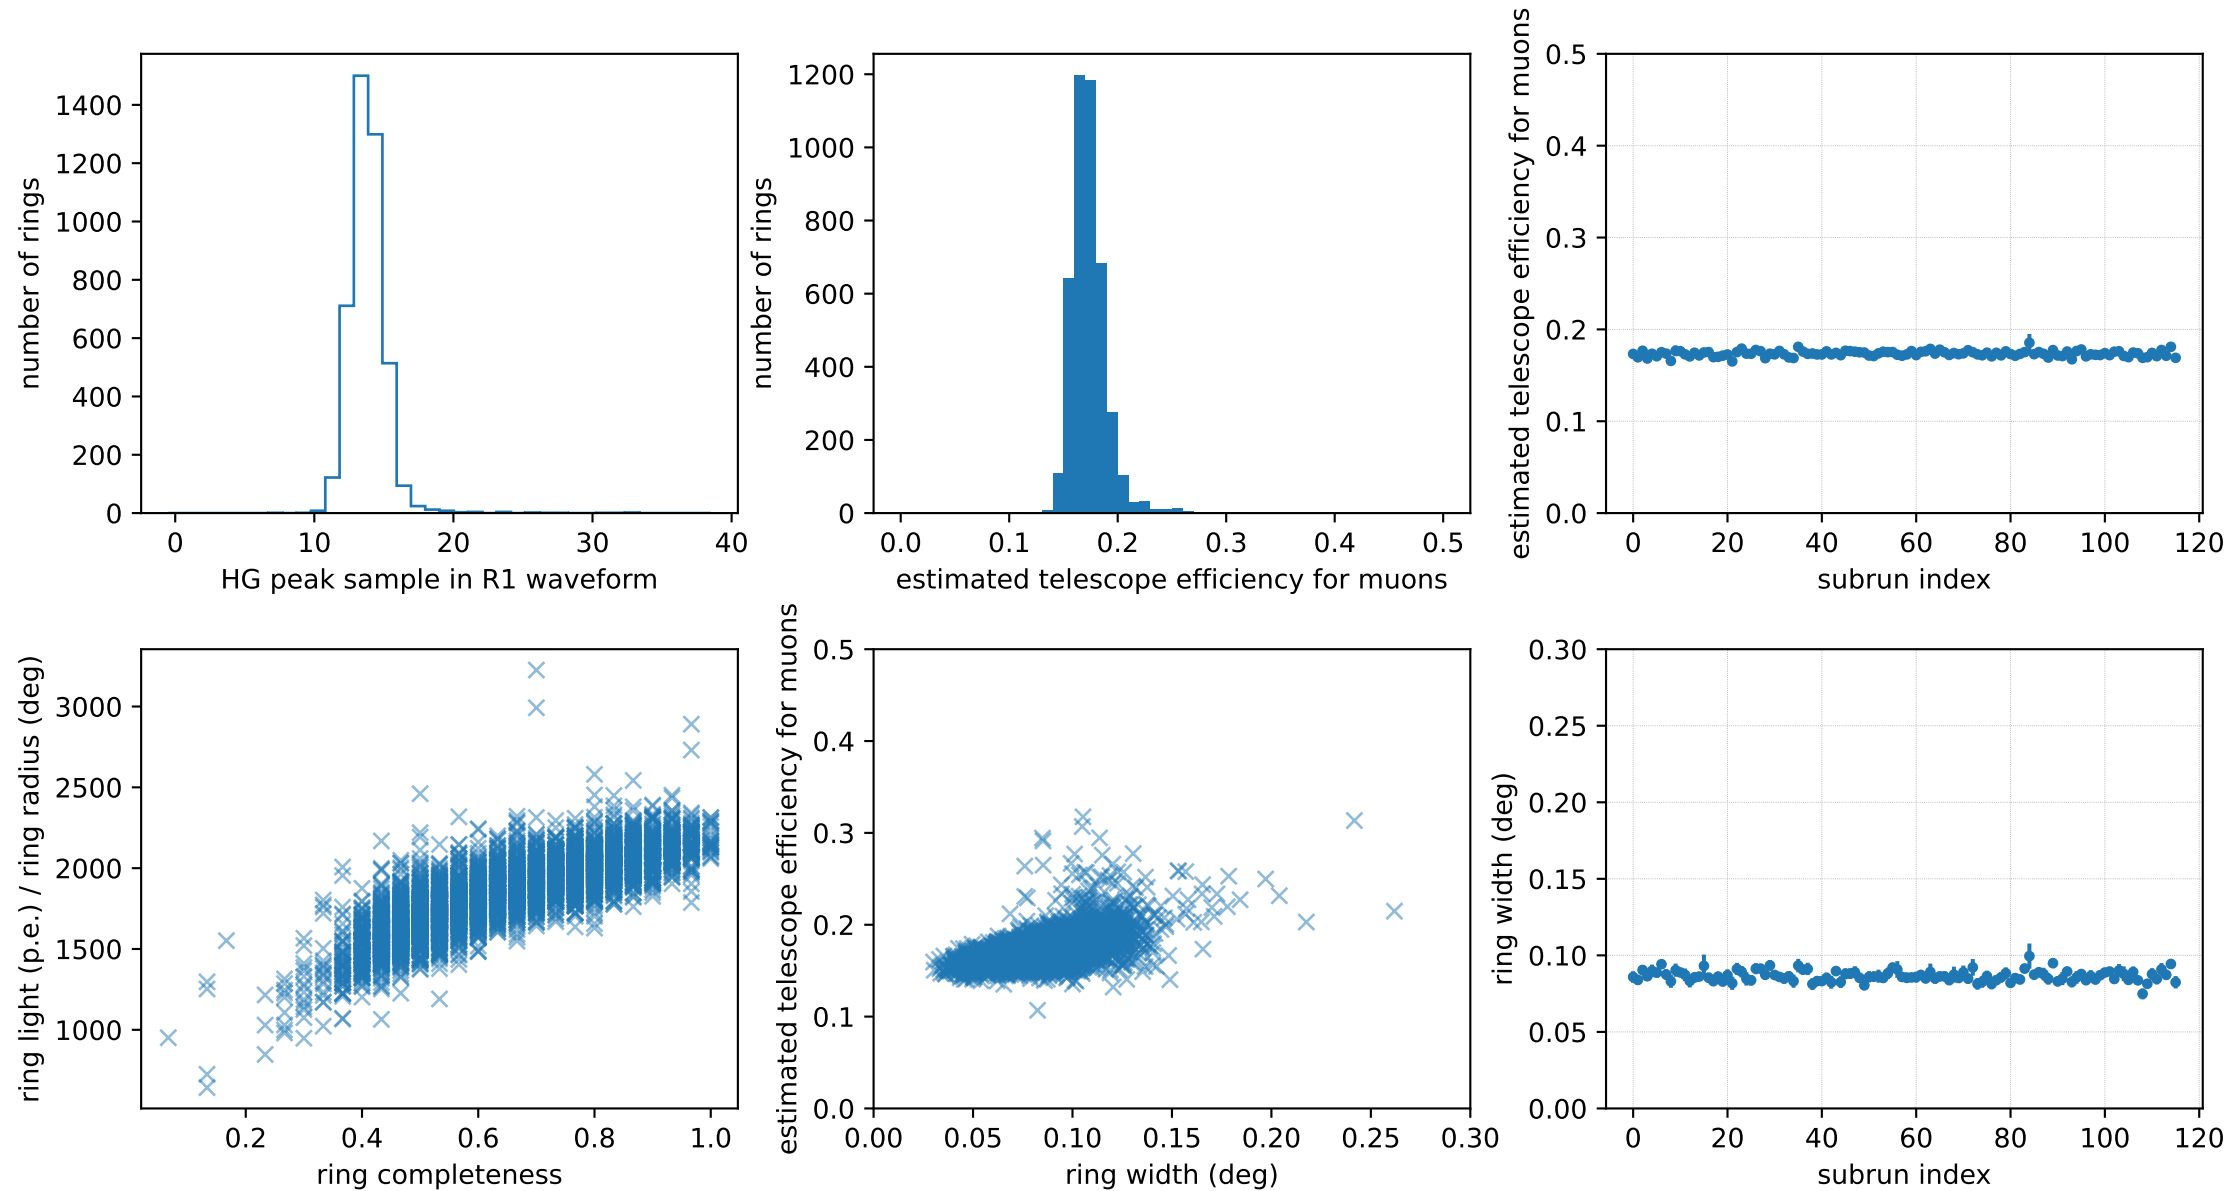 number of rings
1400
1200
1000
800
600
400
200
0
0 10 20 30 40
HG peak sample in R1 waveform
number of rings
1200
1000
800
600
400
200
0
0.0 0.1 0.2 0.3 0.4 0.5
estimated telescope efficiency for muons
estimated telescope efficiency for muons
0.5
0.4
0.3
0.2
0.1
0.0
0 20 40 60 80 100 120
subrun index
ring light (p.e.) / ring radius (deg)
3000
2500
2000
1500
1000
0.2 0.4 0.6 0.8 1.0
ring completeness
estimated telescope efficiency for muons
0.5
0.4
0.3
0.2
0.1
0.0
0.00 0.05 0.10 0.15 0.20 0.25 0.30
ring width (deg)
ring width (deg)
0.30
0.25
0.20
0.15
0.10
0.05
0.00
0 20 40 60 80 100 120
subrun index